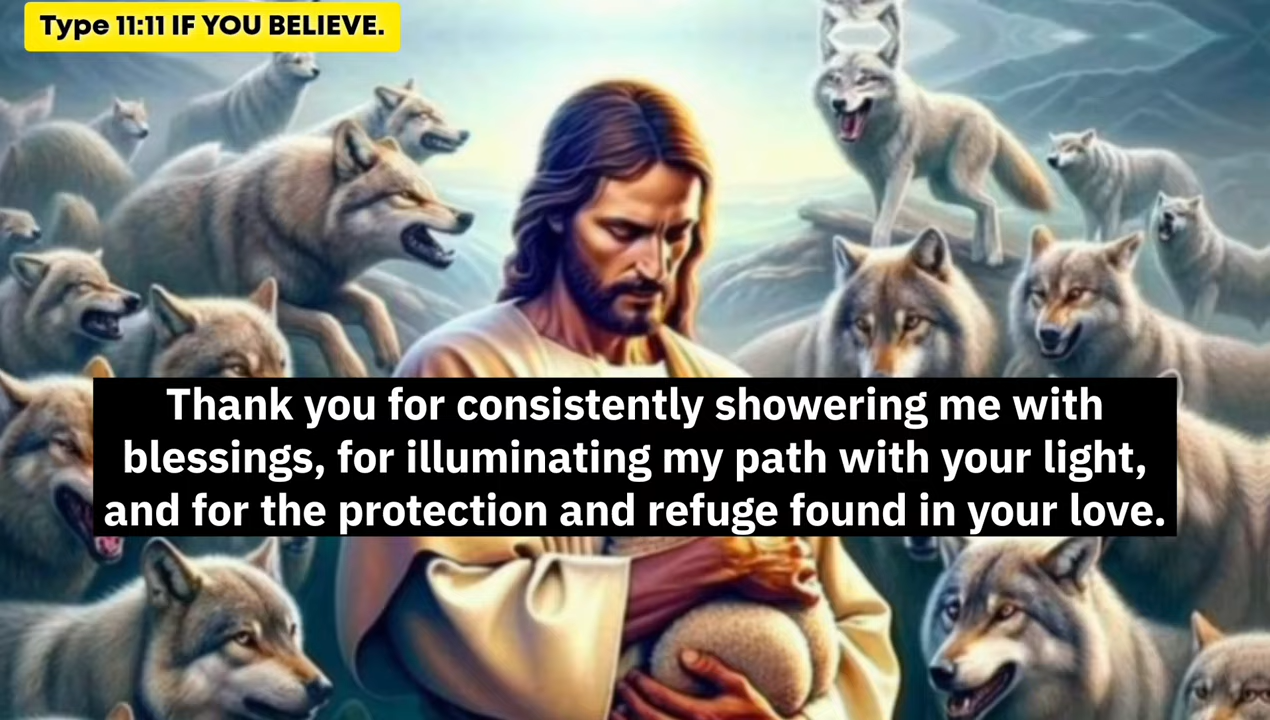 Type 11:11 IF YOU BELIEVE.
Thank you for consistently showering me with
blessings, for illuminating my path with your light,
and for the protection and refuge found in your love.